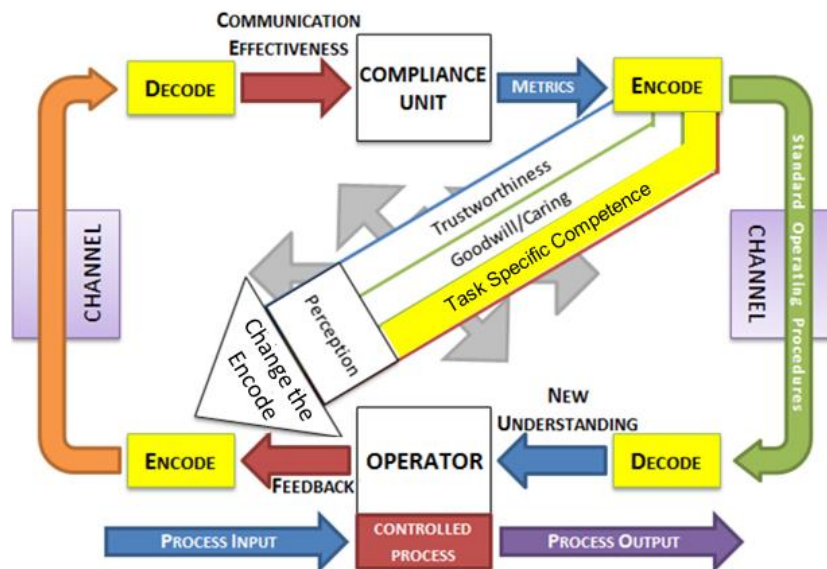 COMMUNICATION
EFFECTIVENESS
DECODE
COMPLIANCE
UNIT
METRICS
ENCODE
Trustworthiness
Goodwill/Caring
Task Specific Competence
Perception
Change the
Encode
CHANNEL
CHANNEL
Standard Operating Procedures
NEW
UNDERSTANDING
ENCODE
FEEDBACK
OPERATOR
DECODE
PROCESS INPUT
CONTROLLED
PROCESS
PROCESS OUTPUT